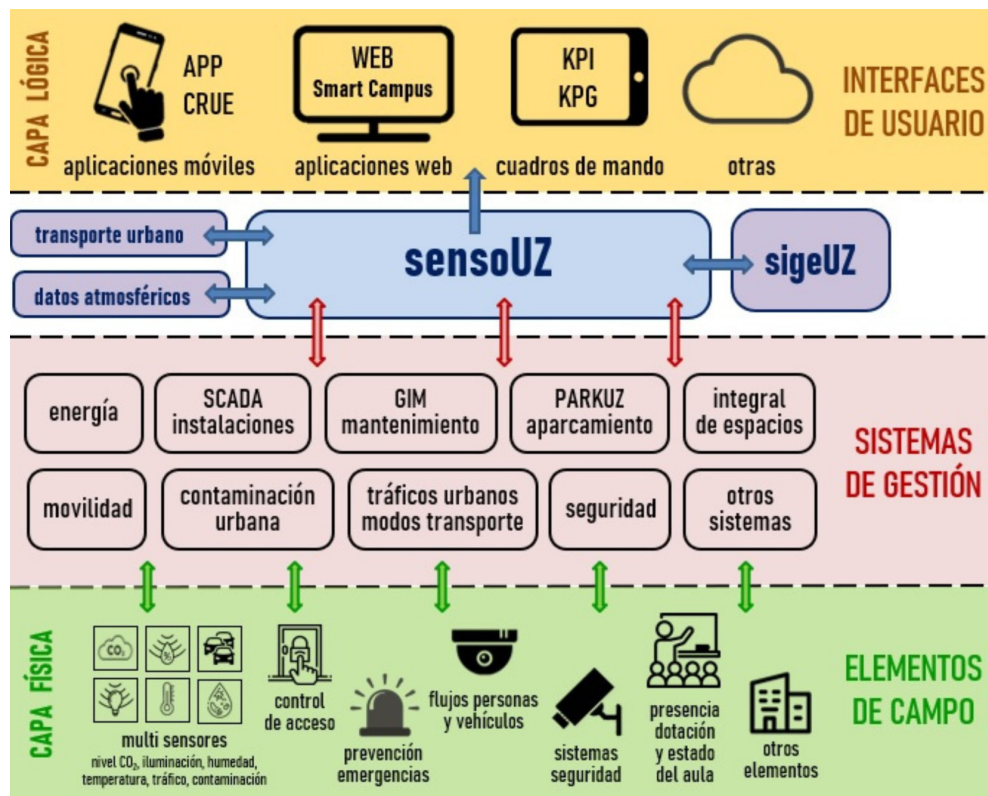 CAPA LÓGICA
APP
CRUE
aplicaciones móviles
WEB
Smart Campus
aplicaciones web
KPI
KPG
cuadros de mando
otras
INTERFACES
DE USUARIO
transporte urbano
datos atmosféricos
sensoUZ
sigeUZ
energía
SCADA
instalaciones
GIM
mantenimiento
PARKUZ
aparcamiento
integral
de espacios
movilidad
contaminación
urbana
tráficos urbanos
modos transporte
seguridad
otros
sistemas
SISTEMAS
DE GESTIÓN
CAPA FÍSICA
CO₂
%
multi sensores
nivel CO₂, iluminación, humedad,
temperatura, tráfico, contaminación
control
de acceso
prevención
emergencias
flujos personas
y vehículos
sistemas
seguridad
presencia
dotación
y estado
del aula
otros
elementos
ELEMENTOS
DE CAMPO